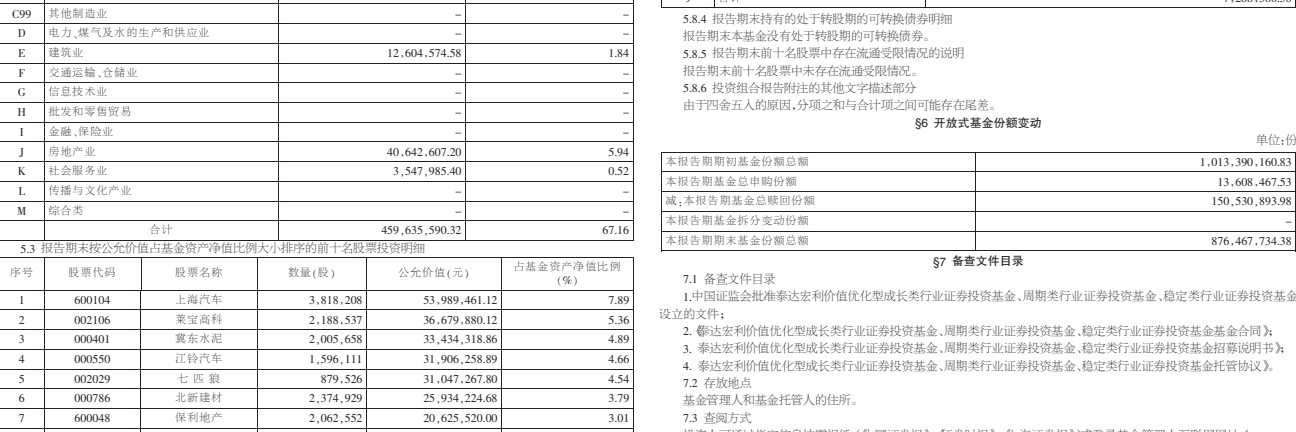 C99 其他制造业 – –
D 电力、煤气及水的生产和供应业 – –
E 建筑业 12,604,574.58 1.84
F 交通运输、仓储业 – –
G 信息技术业 – –
H 批发和零售贸易 – –
I 金融、保险业 – –
J 房地产业 40,642,607.20 5.94
K 社会服务业 3,547,985.40 0.52
L 传播与文化产业 – –
M 综合类 – –
合计 459,635,590.32 67.16
5.3 报告期末按公允价值占基金资产净值比例大小排序的前十名股票投资明细
序号 股票代码 股票名称 数量(股) 公允价值(元) 占基金资产净值比例
(%)
1 600104 上海汽车 3,818,208 53,989,461.12 7.89
2 002106 莱宝高科 2,188,537 36,679,880.12 5.36
3 000401 冀东水泥 2,005,658 33,434,318.86 4.89
4 000550 江铃汽车 1,596,111 31,906,258.89 4.66
5 002029 七 匹 狼 879,526 31,047,267.80 4.54
6 000786 北新建材 2,374,929 25,934,224.68 3.79
7 600048 保利地产 2,062,552 20,625,520.00 3.01
5.8.4 报告期末持有的处于转股期的可转换债券明细
报告期末本基金没有处于转股期的可转换债券。
5.8.5 报告期末前十名股票中存在流通受限情况的说明
报告期末前十名股票中未存在流通受限情况。
5.8.6 投资组合报告附注的其他文字描述部分
由于四舍五入的原因,分项之和与合计项之间可能存在尾差。
§6 开放式基金份额变动
单位:份
本报告期期初基金份额总额 1,013,390,160.83
本报告期基金总申购份额 13,608,467.53
减:本报告期基金总赎回份额 150,530,893.98
本报告期基金拆分变动份额 –
本报告期期末基金份额总额 876,467,734.38
§7 备查文件目录
7.1 备查文件目录
1.中国证监会批准泰达宏利价值优化型成长类行业证券投资基金、周期类行业证券投资基金、稳定类行业证券投资基金
设立的文件;
2.《泰达宏利价值优化型成长类行业证券投资基金、周期类行业证券投资基金、稳定类行业证券投资基金基金合同》;
3. 泰达宏利价值优化型成长类行业证券投资基金、周期类行业证券投资基金、稳定类行业证券投资基金招募说明书》;
4. 泰达宏利价值优化型成长类行业证券投资基金、周期类行业证券投资基金、稳定类行业证券投资基金托管协议》。
7.2 存放地点
基金管理人和基金托管人的住所。
7.3 查阅方式